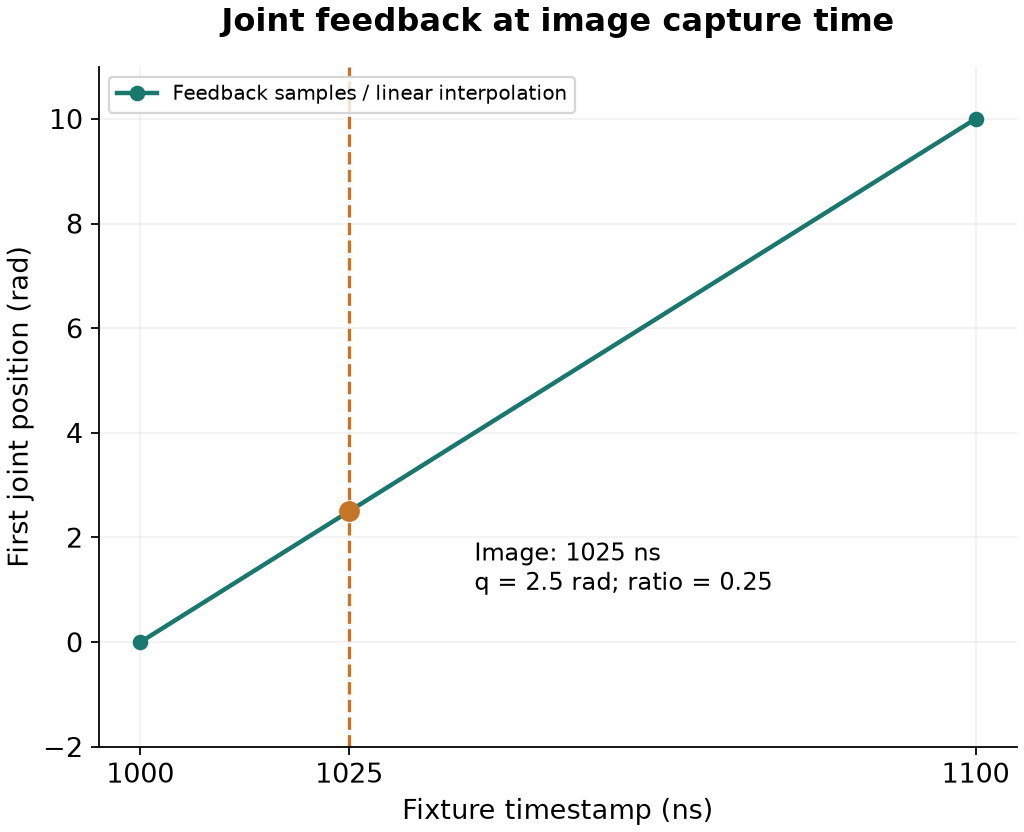 Joint feedback at image capture time
Feedback samples / linear interpolation
10
8
6
4
2
0
−2
First joint position (rad)
Image: 1025 ns
q = 2.5 rad; ratio = 0.25
1000
1025
1100
Fixture timestamp (ns)